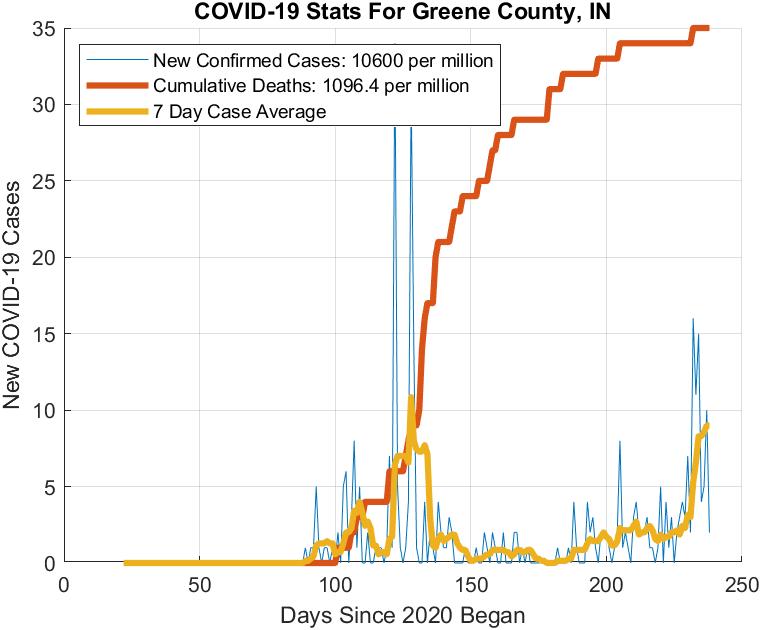 COVID-19 Stats For Greene County, IN
New Confirmed Cases: 10600 per million
Cumulative Deaths: 1096.4 per million
7 Day Case Average
New COVID-19 Cases
35
30
25
20
15
10
5
0
0 50 100 150 200 250
Days Since 2020 Began